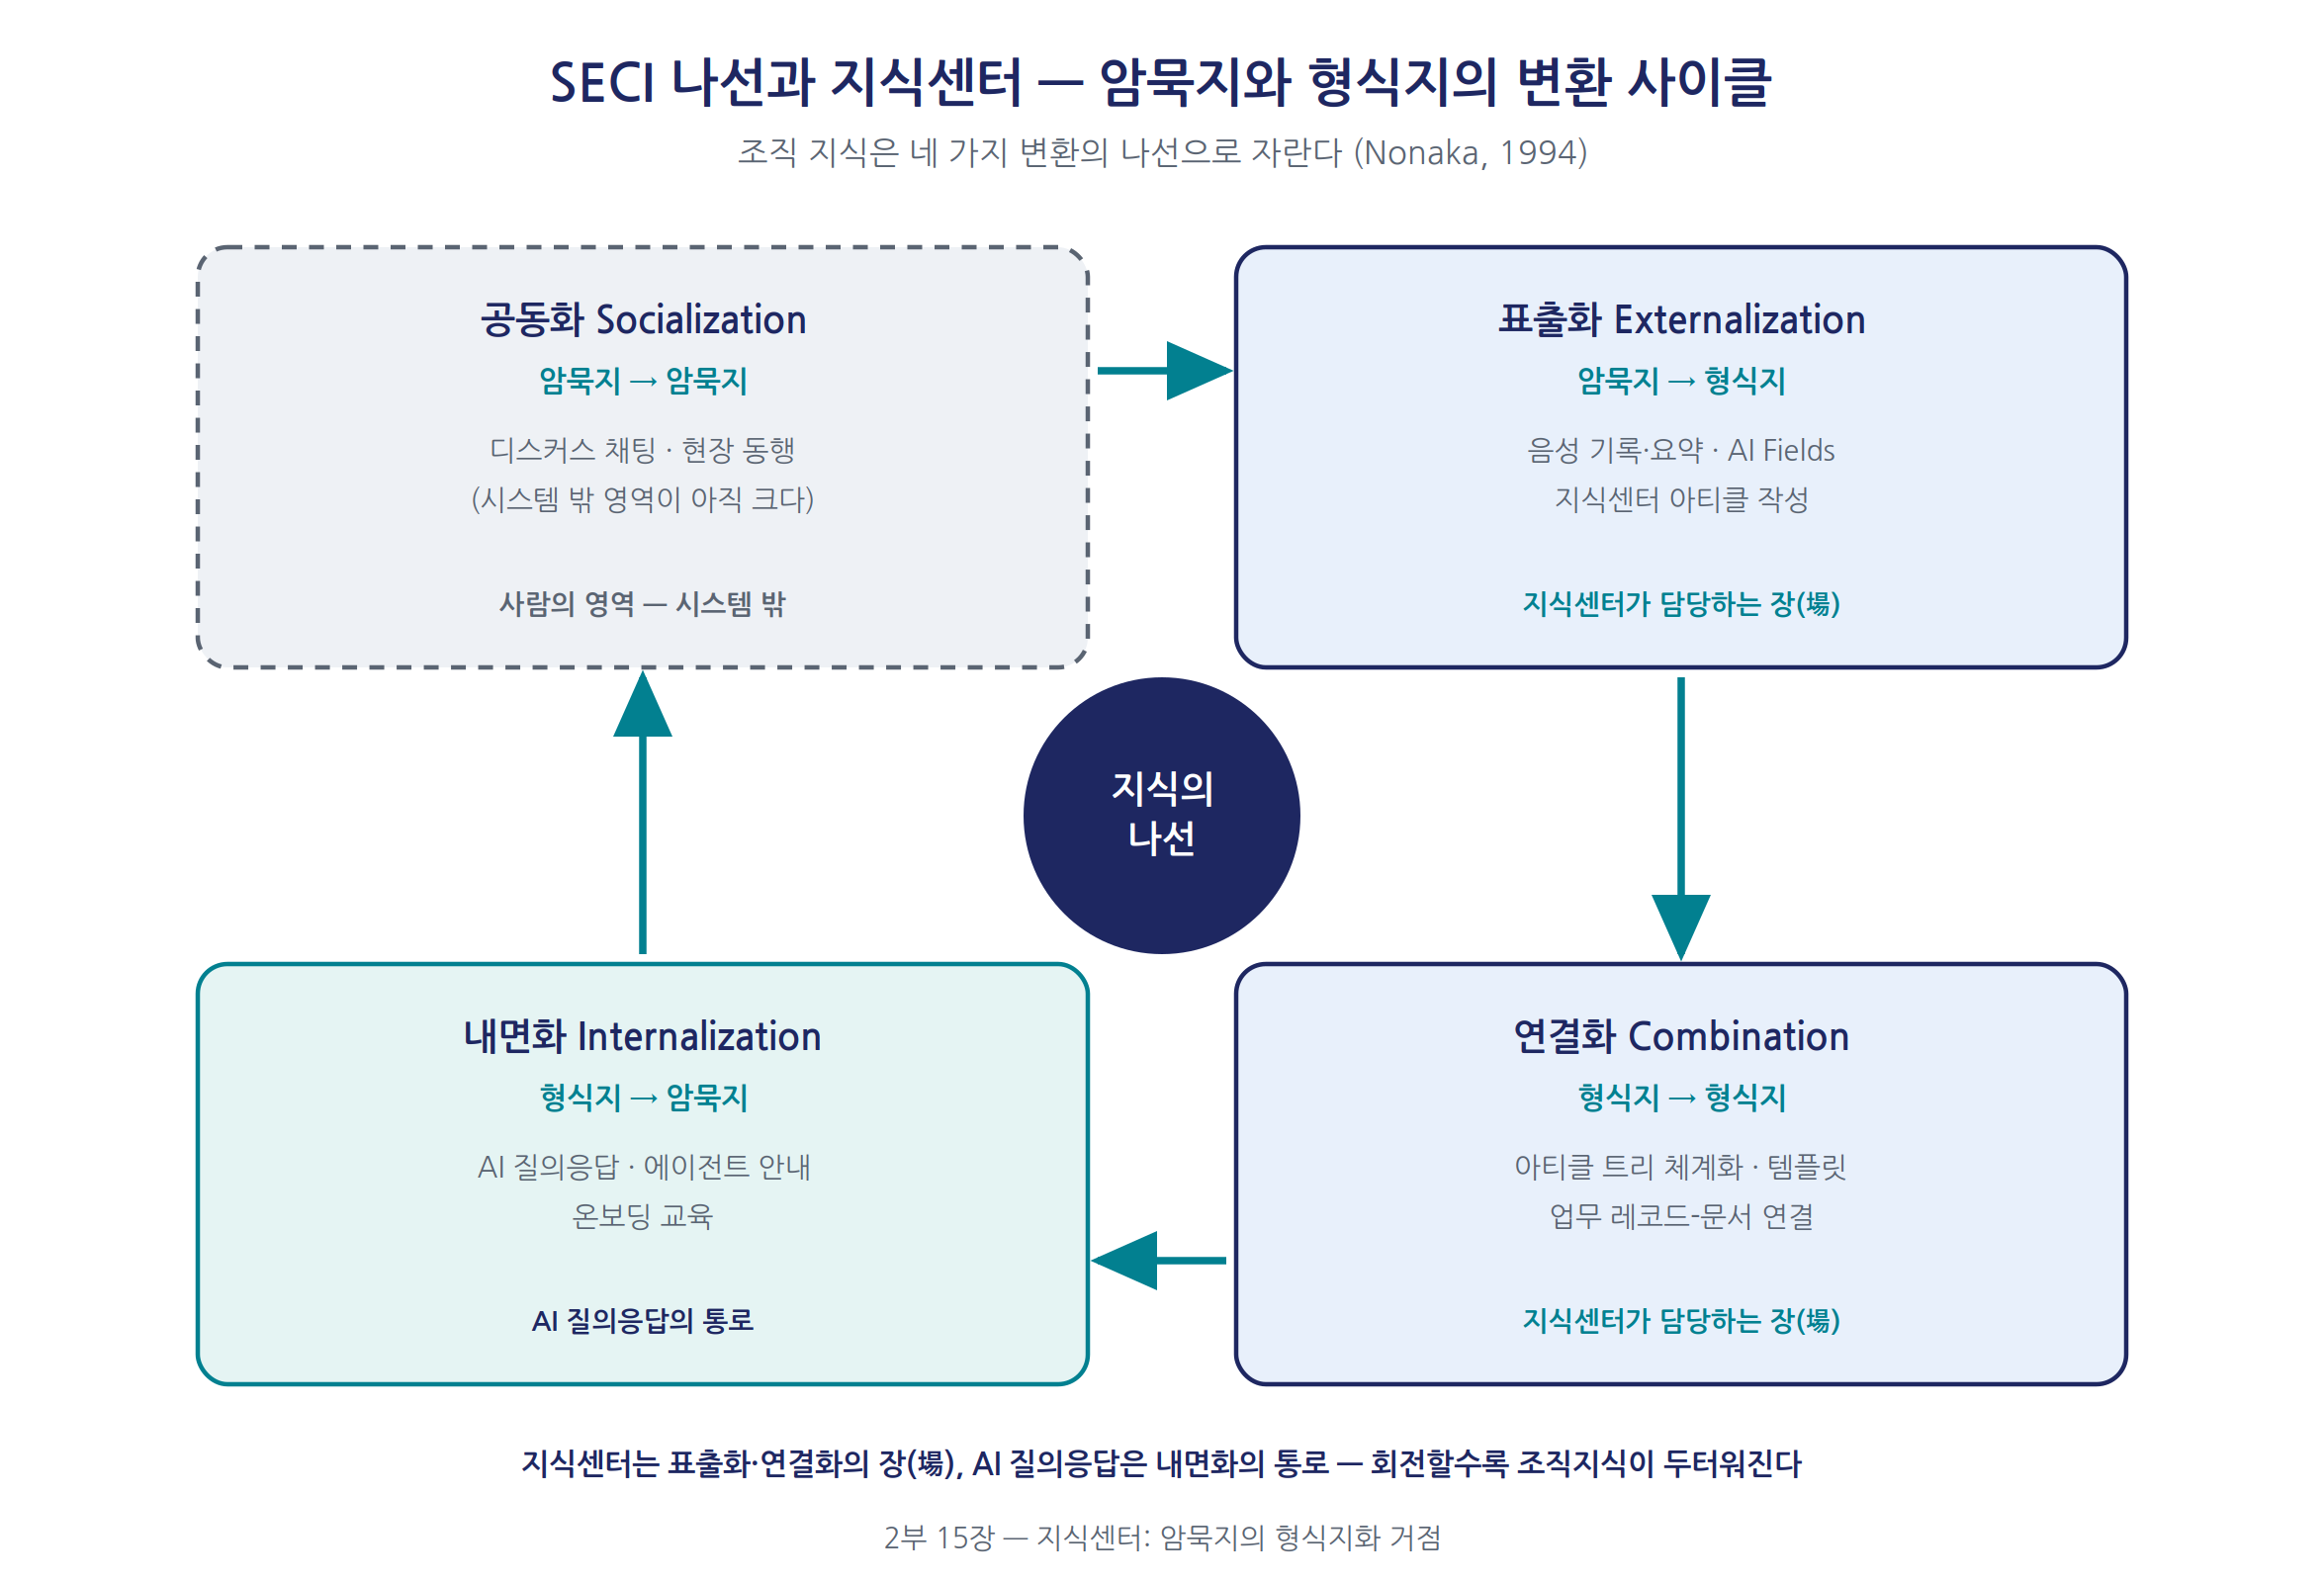 SECI 나선과 지식센터 — 암묵지와 형식지의 변환 사이클
조직 지식은 네 가지 변환의 나선으로 자란다 (Nonaka, 1994)
공동화 Socialization
암묵지 → 암묵지
디스커스 채팅 · 현장 동행
(시스템 밖 영역이 아직 크다)
사람의 영역 — 시스템 밖
표출화 Externalization
암묵지 → 형식지
음성 기록·요약 · AI Fields
지식센터 아티클 작성
지식센터가 담당하는 장(場)
지식의
나선
내면화 Internalization
형식지 → 암묵지
AI 질의응답 · 에이전트 안내
온보딩 교육
AI 질의응답의 통로
연결화 Combination
형식지 → 형식지
아티클 트리 체계화 · 템플릿
업무 레코드-문서 연결
지식센터가 담당하는 장(場)
지식센터는 표출화·연결화의 장(場), AI 질의응답은 내면화의 통로 — 회전할수록 조직지식이 두터워진다
2부 15장 — 지식센터: 암묵지의 형식지화 거점